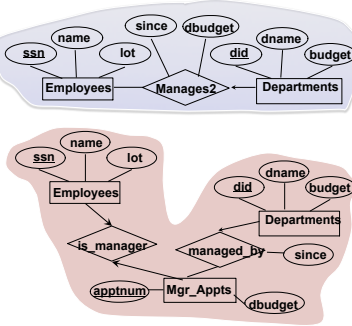 since
dbudget
name
ssn
lot
dname
did
budget
Employees
Manages2
Departments
name
ssn
lot
dname
did
budget
Employees
Departments
is_manager
managed_by
since
apptnum
Mgr_Appts
dbudget